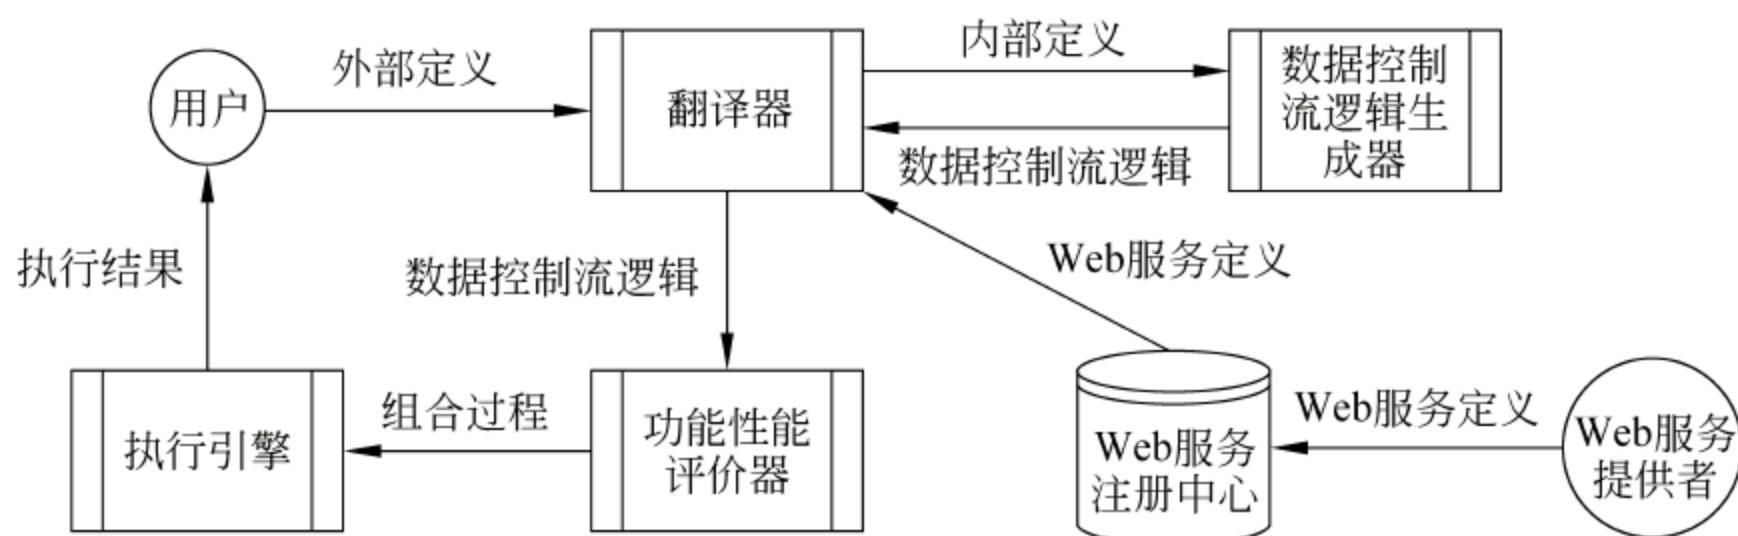 外部定义
内部定义
用户
翻译器
数据控制
流逻辑生
成器
数据控制流逻辑
执行结果
数据控制流逻辑
Web服务定义
执行引擎
组合过程
功能性能
评价器
Web服务
注册中心
Web服务定义
Web服务
提供者